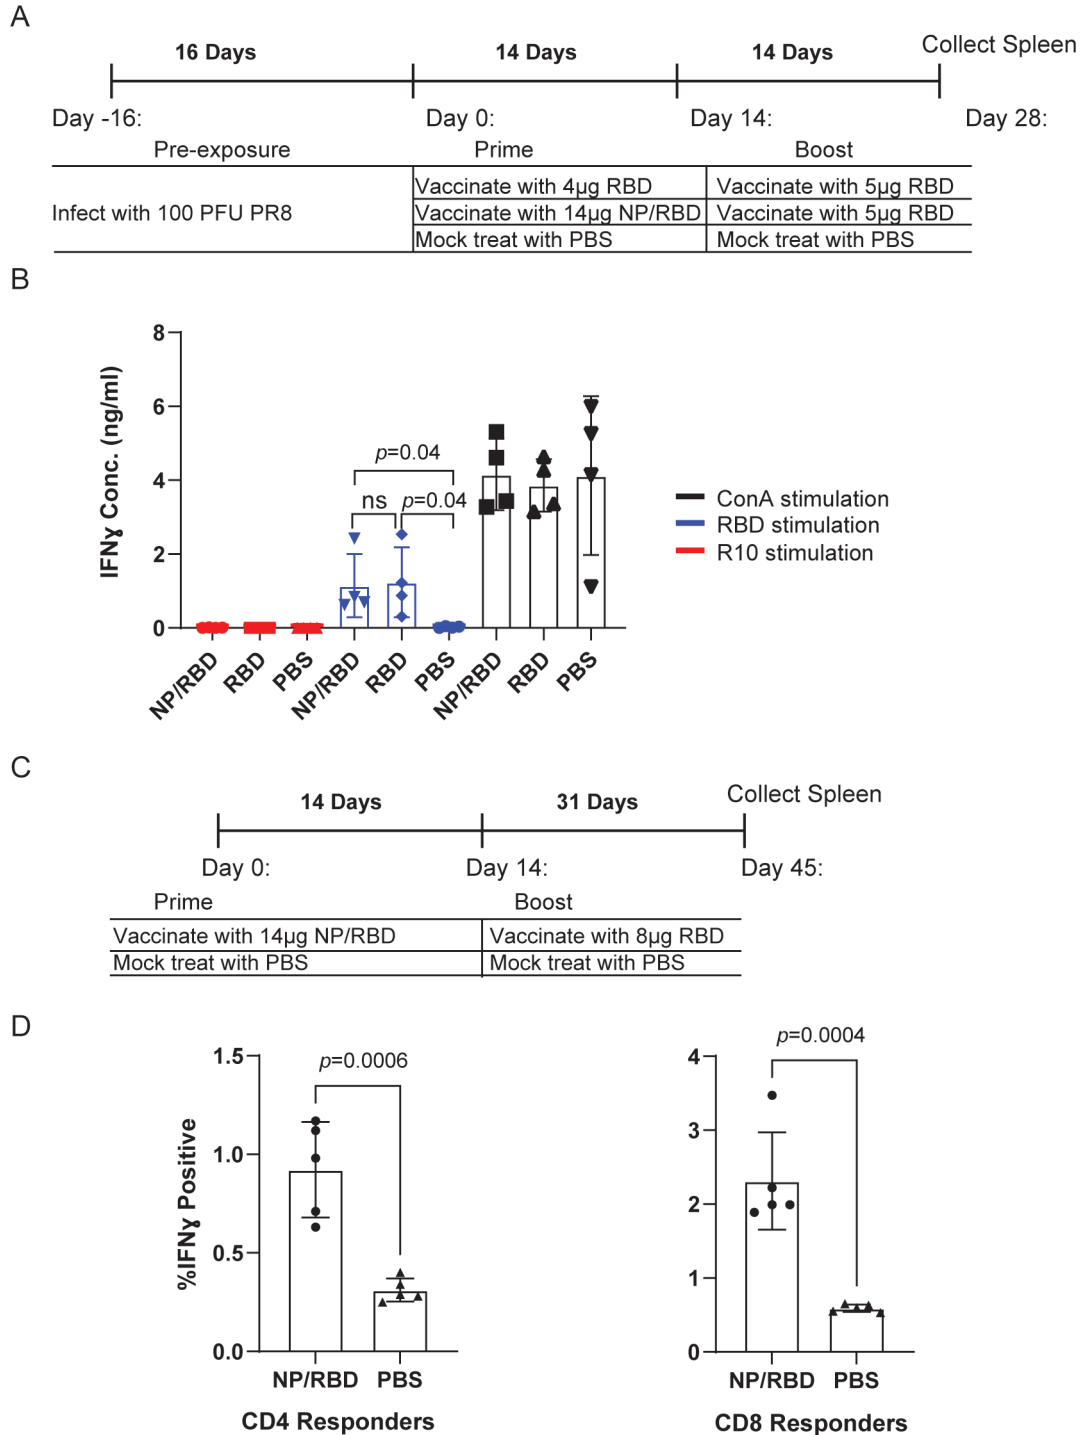 A
16 Days 14 Days 14 Days Collect Spleen
Day -16: Day 0: Day 14: Day 28:
Pre-exposure Prime Boost
Vaccinate with 4µg RBD Vaccinate with 5µg RBD
Infect with 100 PFU PR8 Vaccinate with 14µg NP/RBD Vaccinate with 5µg RBD
Mock treat with PBS Mock treat with PBS
B
IFNɣ Conc. (ng/ml)
8
6
4
2
0
p=0.04
ns p=0.04
ConA stimulation
RBD stimulation
R10 stimulation
NP/RBD RBD PBS NP/RBD RBD PBS NP/RBD RBD PBS
C
14 Days 31 Days Collect Spleen
Day 0: Day 14: Day 45:
Prime Boost
Vaccinate with 14µg NP/RBD Vaccinate with 8µg RBD
Mock treat with PBS Mock treat with PBS
D
%IFNɣ Positive
1.5
1.0
0.5
0.0
p=0.0006
NP/RBD PBS
CD4 Responders
4
3
2
1
0
p=0.0004
NP/RBD PBS
CD8 Responders